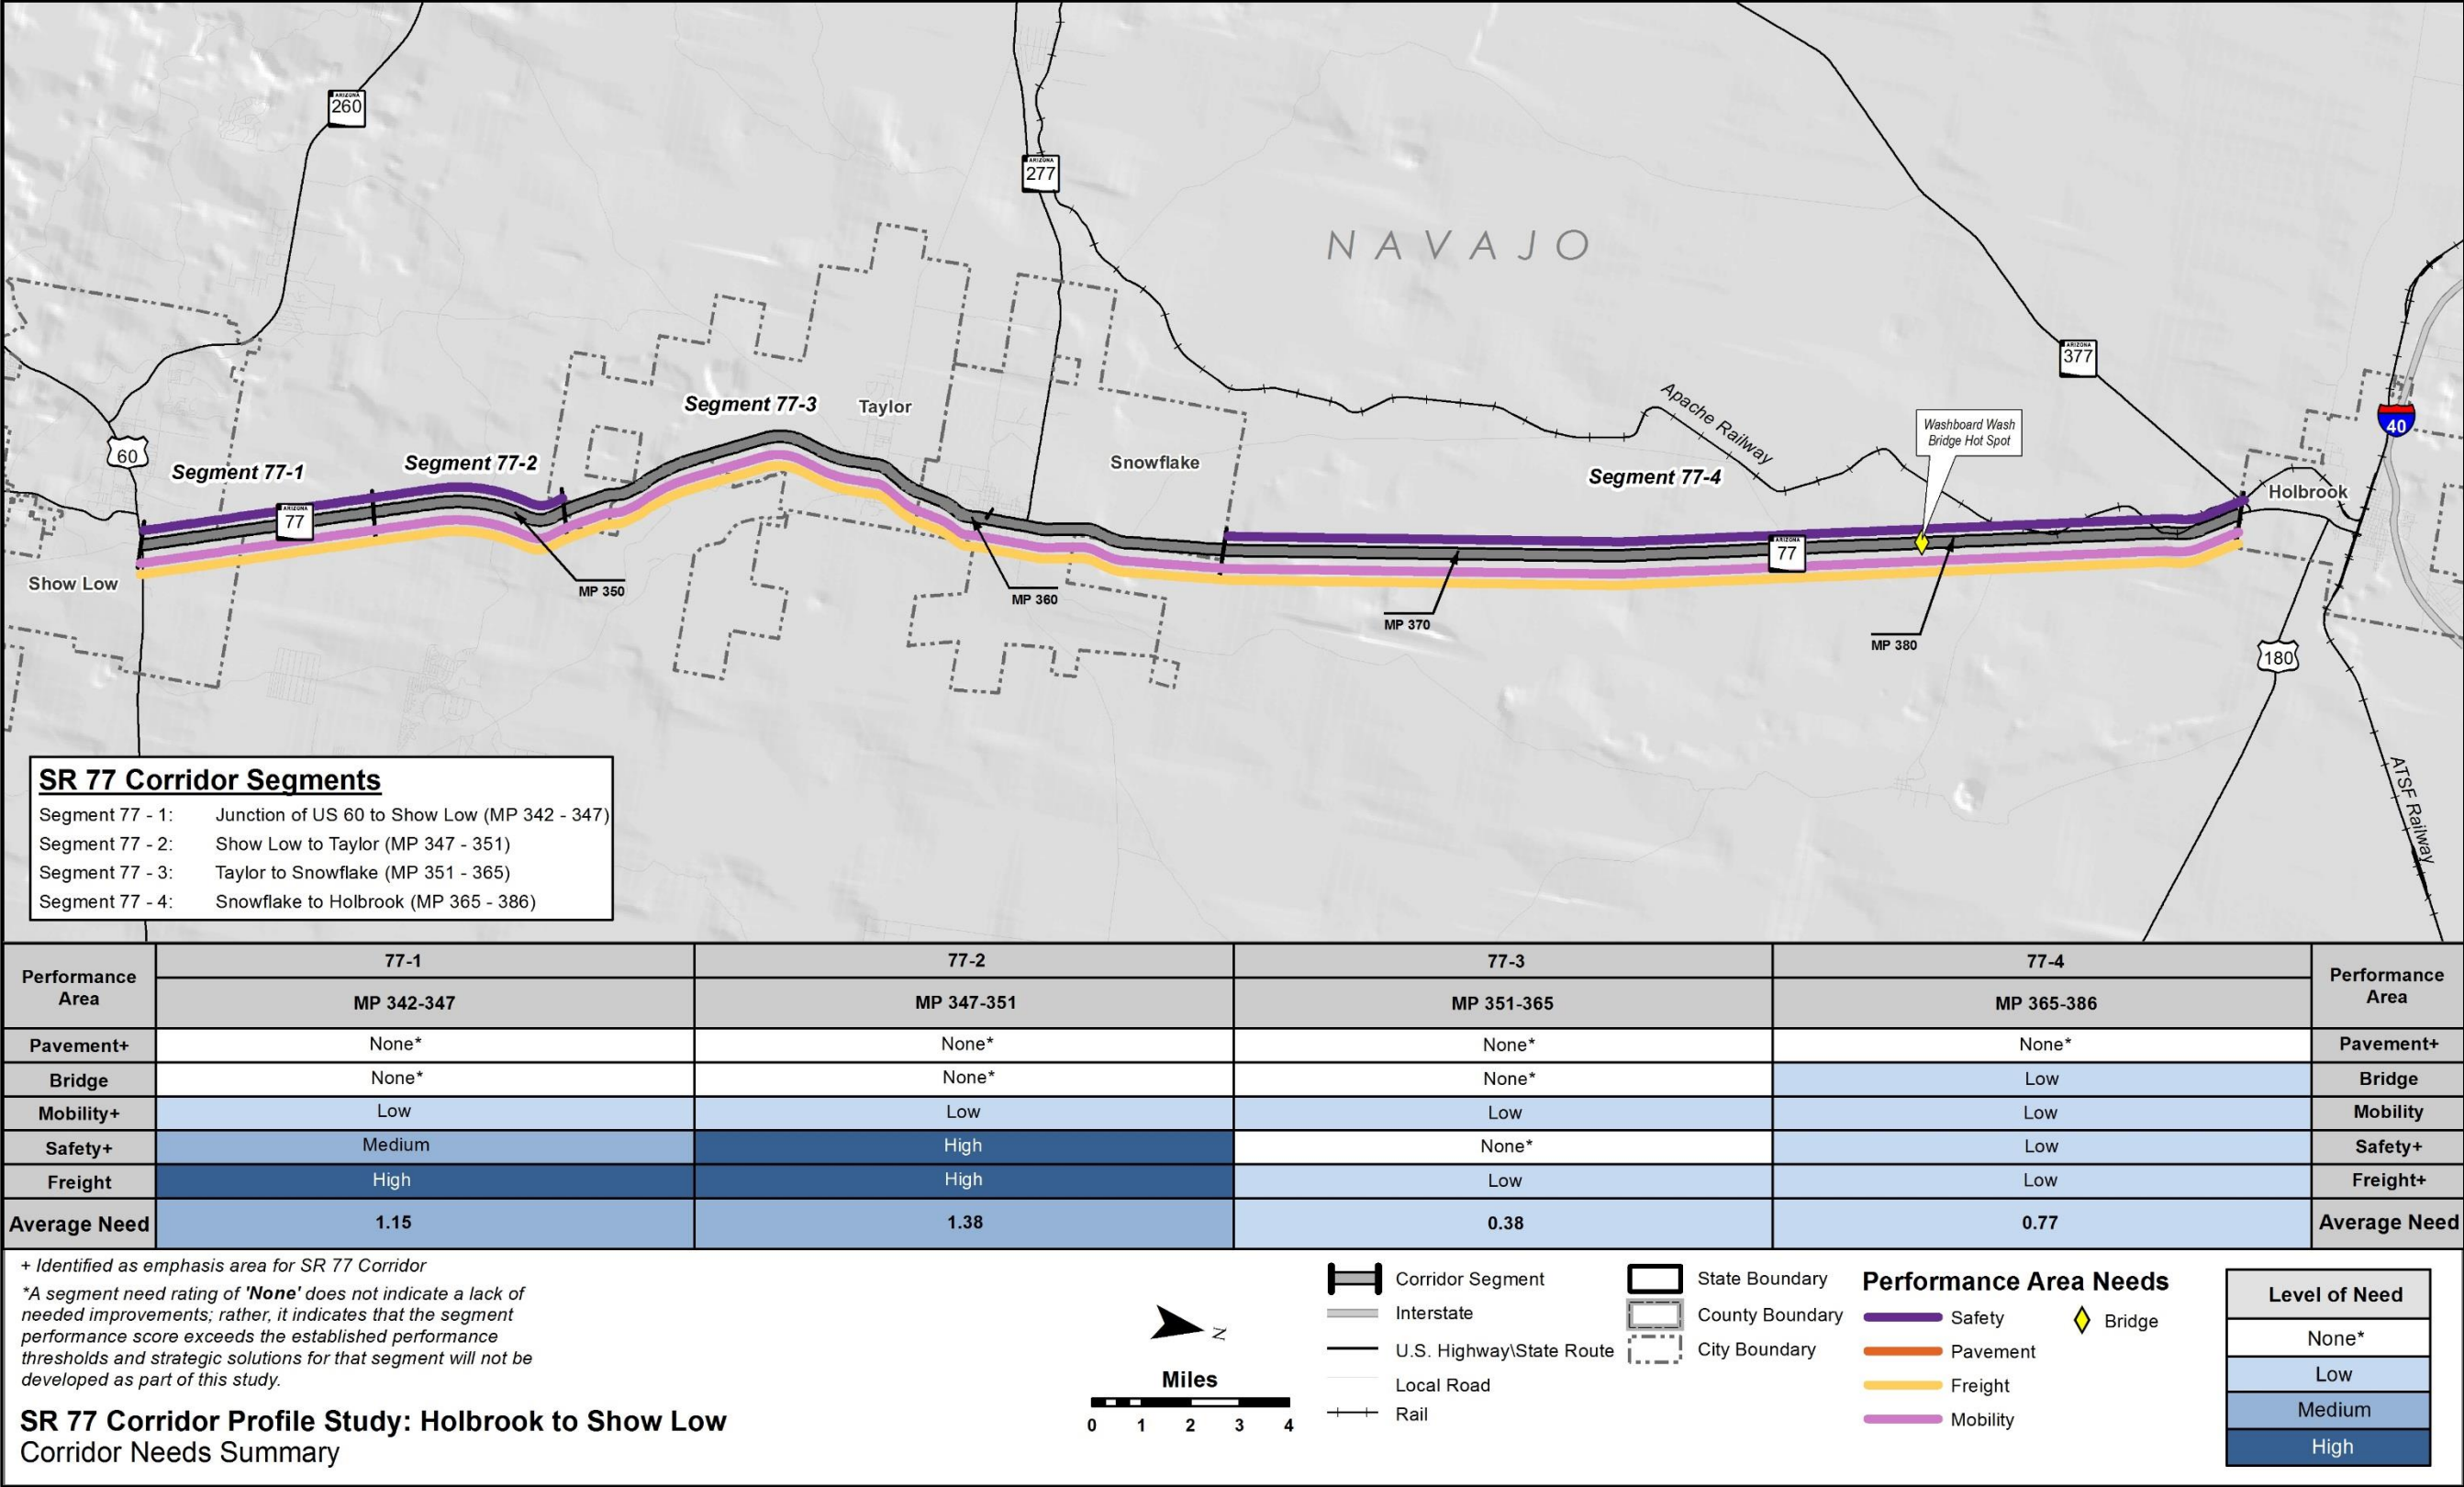 ARIZONA
260
ARIZONA
277
NAVAJO
ARIZONA
377
40
Apache Railway
Washboard Wash
Bridge Hot Spot
Segment 77-3
Taylor
60
Segment 77-1
Segment 77-2
Snowflake
Segment 77-4
Holbrook
ARIZONA
77
ARIZONA
77
Show Low
MP 350
MP 360
MP 370
MP 380
180
ATSF Railway
SR 77 Corridor Segments
Segment 77 - 1: Junction of US 60 to Show Low (MP 342 - 347)
Segment 77 - 2: Show Low to Taylor (MP 347 - 351)
Segment 77 - 3: Taylor to Snowflake (MP 351 - 365)
Segment 77 - 4: Snowflake to Holbrook (MP 365 - 386)
Performance Area 77-1 77-2 77-3 77-4 Performance Area
MP 342-347 MP 347-351 MP 351-365 MP 365-386
Pavement+ None* None* None* None* Pavement+
Bridge None* None* None* Low Bridge
Mobility+ Low Low Low Low Mobility
Safety+ Medium High None* Low Safety+
Freight High High Low Low Freight+
Average Need 1.15 1.38 0.38 0.77 Average Need
+ Identified as emphasis area for SR 77 Corridor
*A segment need rating of 'None' does not indicate a lack of
needed improvements; rather, it indicates that the segment
performance score exceeds the established performance
thresholds and strategic solutions for that segment will not be
developed as part of this study.
SR 77 Corridor Profile Study: Holbrook to Show Low
Corridor Needs Summary
N
Miles
0 1 2 3 4
Corridor Segment
Interstate
U.S. Highway\State Route
Local Road
Rail
State Boundary
County Boundary
City Boundary
Performance Area Needs
Safety
Pavement
Freight
Mobility
Bridge
Level of Need
None*
Low
Medium
High